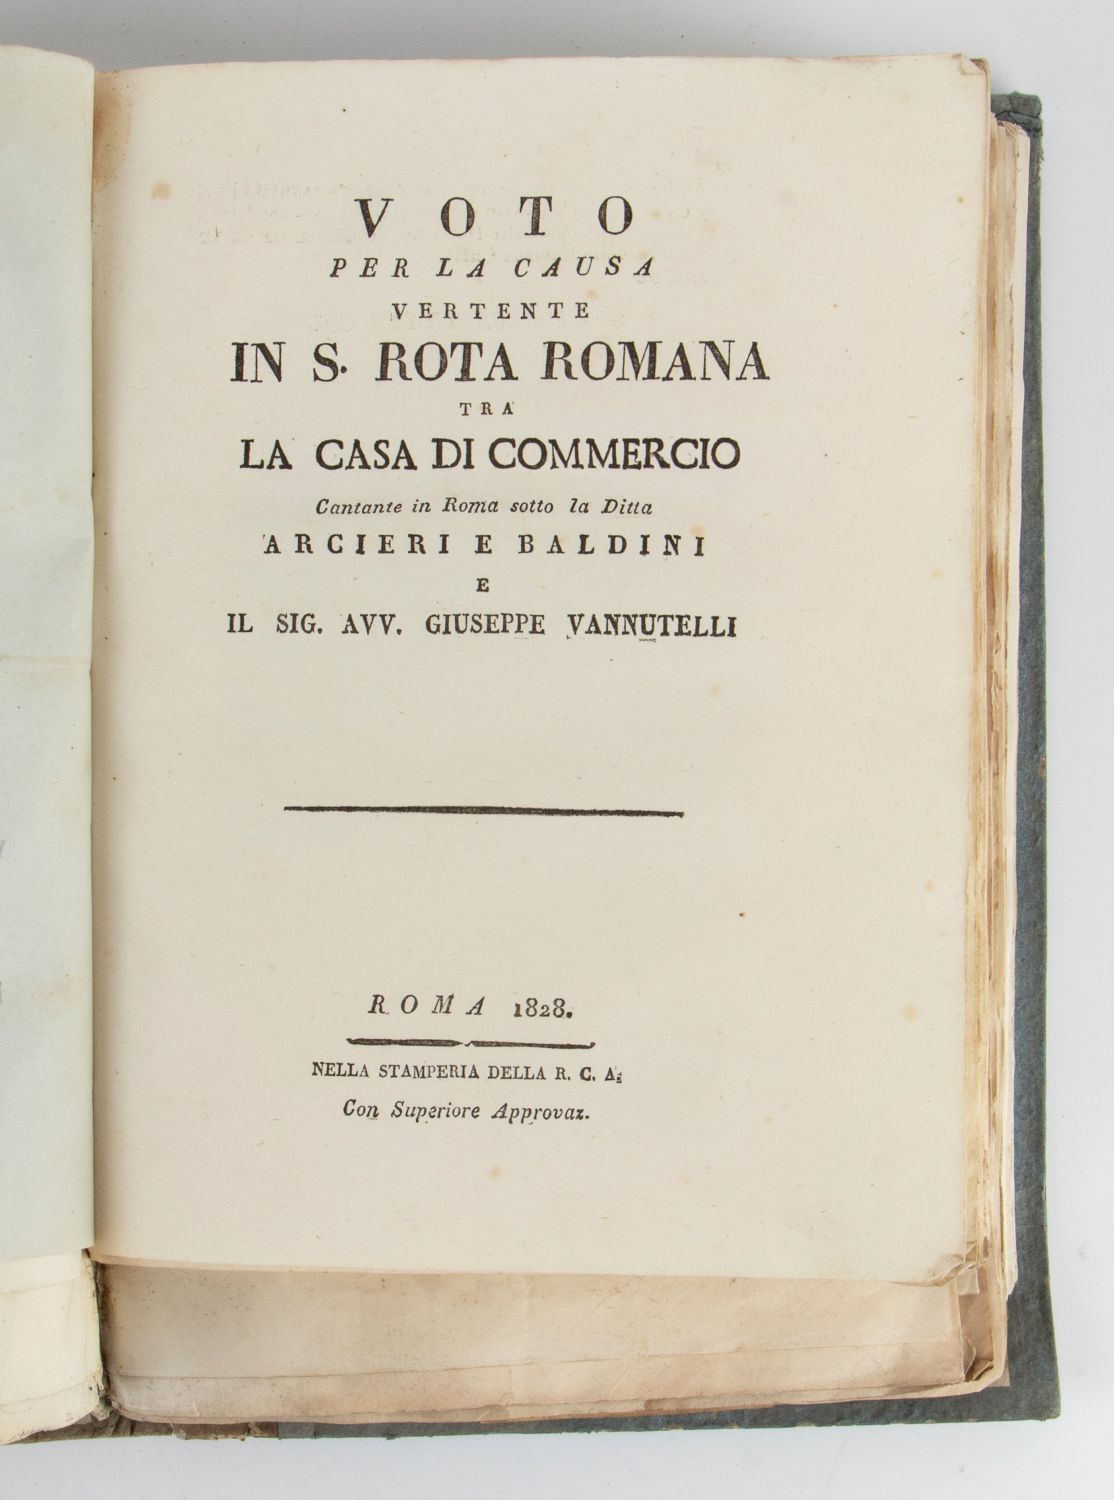 VOTO
PER LA CAUSA
VERTENTE
IN S. ROTA ROMANA
TRA
LA CASA DI COMMERCIO
Cantante in Roma sotto la Ditta
ARCIERI E BALDINI
E
IL SIG. AVV. GIUSEPPE VANNUTELLI
ROMA 1828.
NELLA STAMPERIA DELLA R. C. A.
Con Superiore Approvaz.